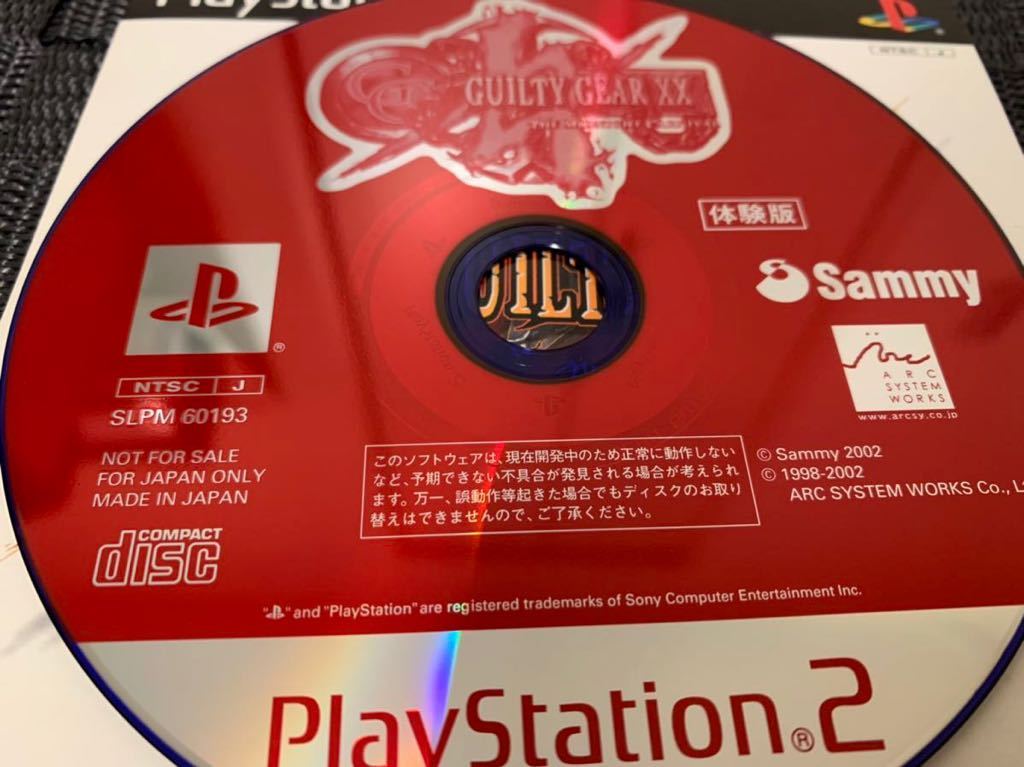 PlayStation
NTSC J
GUILTY GEAR XX
体験版
Sammy
ARC
SYSTEM
WORKS
www.arcsy.co.jp
®
NTSC J
SLPM 60193
NOT FOR SALE
FOR JAPAN ONLY
MADE IN JAPAN
COMPACT
disc
このソフトウェアは、現在開発中のため正常に動作しない
など、予期できない不具合が発見される場合が考えられ
ます。万一、誤動作等起きた場合でもディスクのお取り
替えはできませんので、ご了承ください。
© Sammy 2002
© 1998-2002
ARC SYSTEM WORKS Co., L
" " and "PlayStation" are registered trademarks of Sony Computer Entertainment Inc.
PlayStation®2